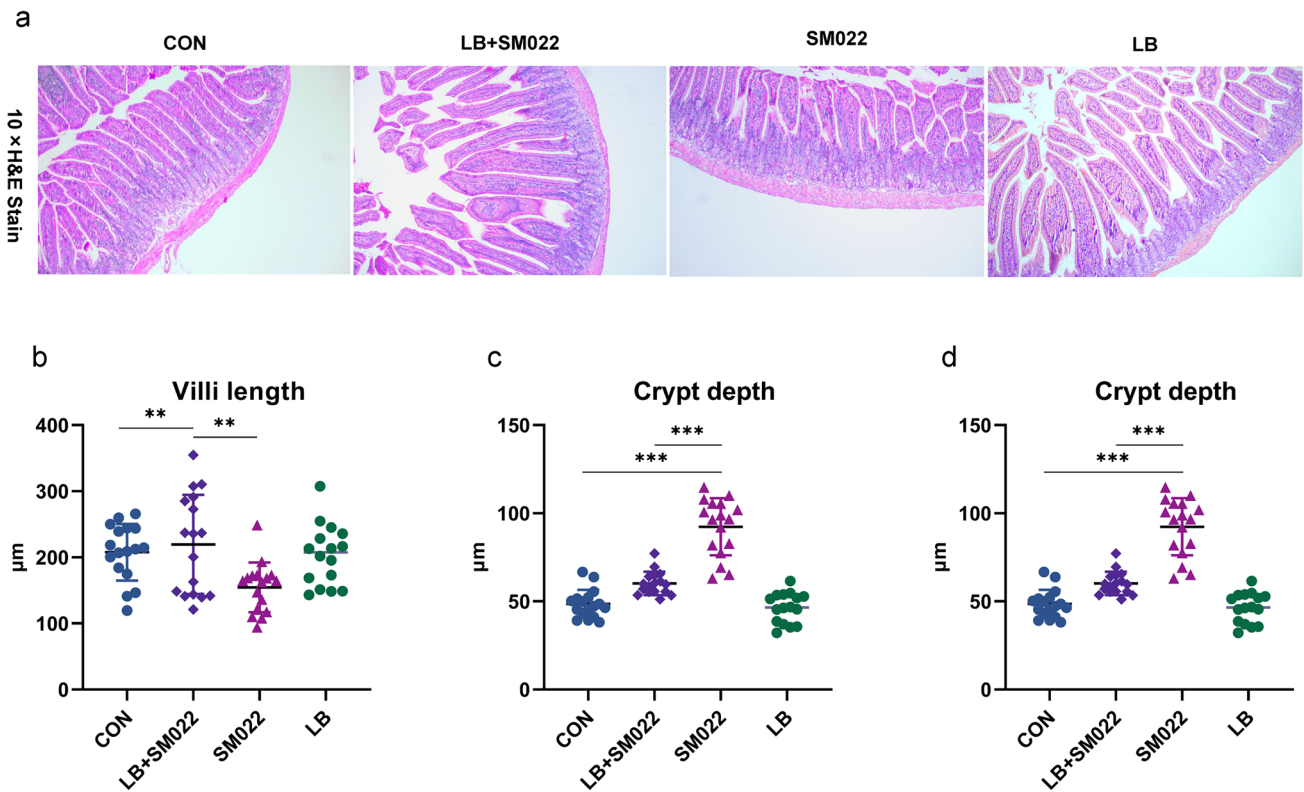 a
CON
LB+SM022
SM022
LB
10 ×H&E Stain
b
Villi length
**
**
400
300
200
100
0
µm
CON
LB+SM022
SM022
LB
c
Crypt depth
***
***
150
100
50
0
µm
CON
LB+SM022
SM022
LB
d
Crypt depth
***
***
150
100
50
0
µm
CON
LB+SM022
SM022
LB